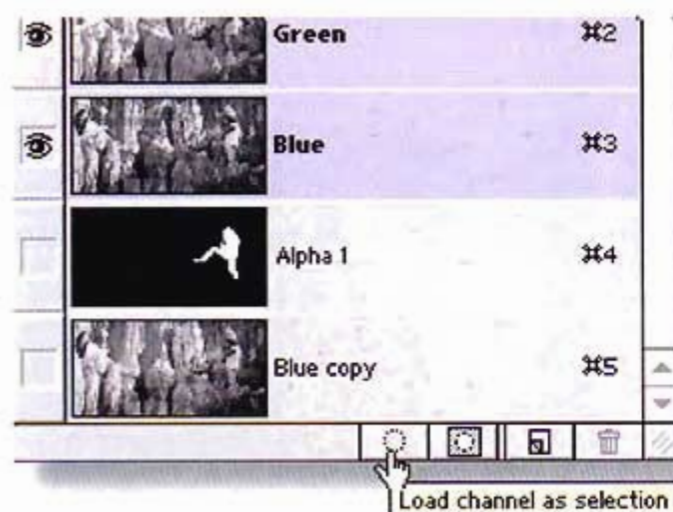 Green ⌘2
Blue ⌘3
Alpha 1 ⌘4
Blue copy ⌘5
Load channel as selection